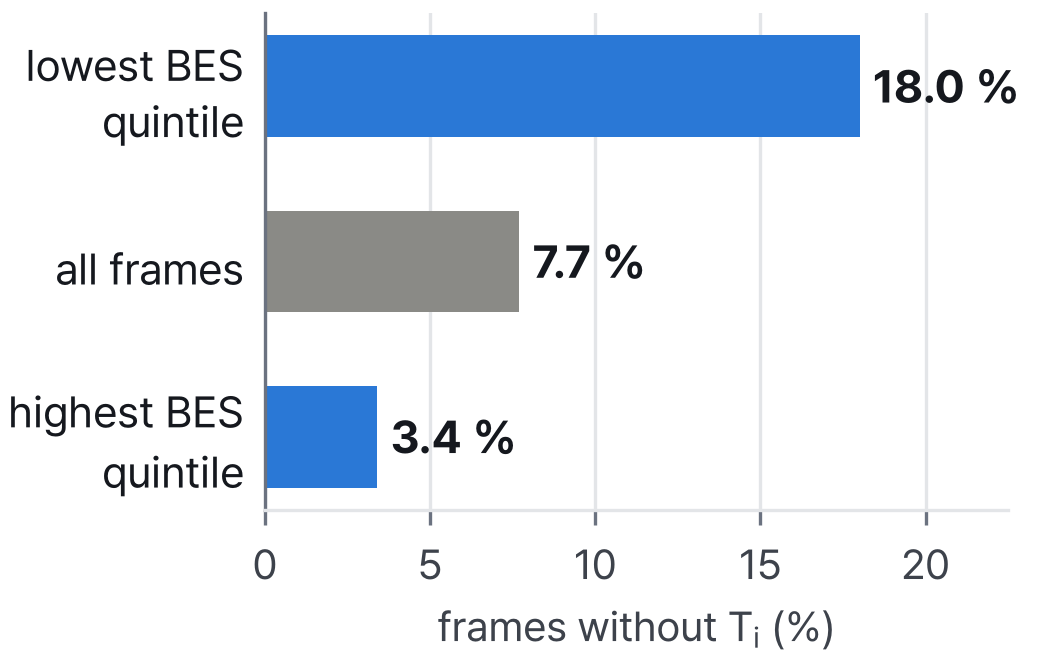 lowest BES
quintile
18.0 %
all frames
7.7 %
highest BES
quintile
3.4 %
0 5 10 15 20
frames without Tᵢ (%)